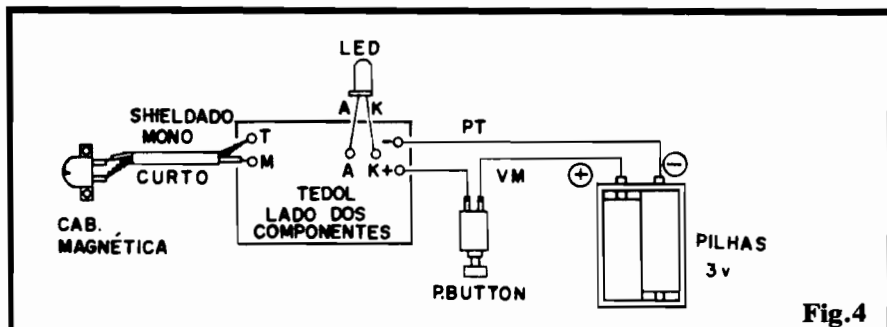 LED
A K
SHIELDADO
MONO
T
M
CURTO
CAB.
MAGNÉTICA
A K
-
+
TEDOL
LADO DOS
COMPONENTES
PT
VM
+
-
P.BUTTON
PILHAS
3v
Fig.4